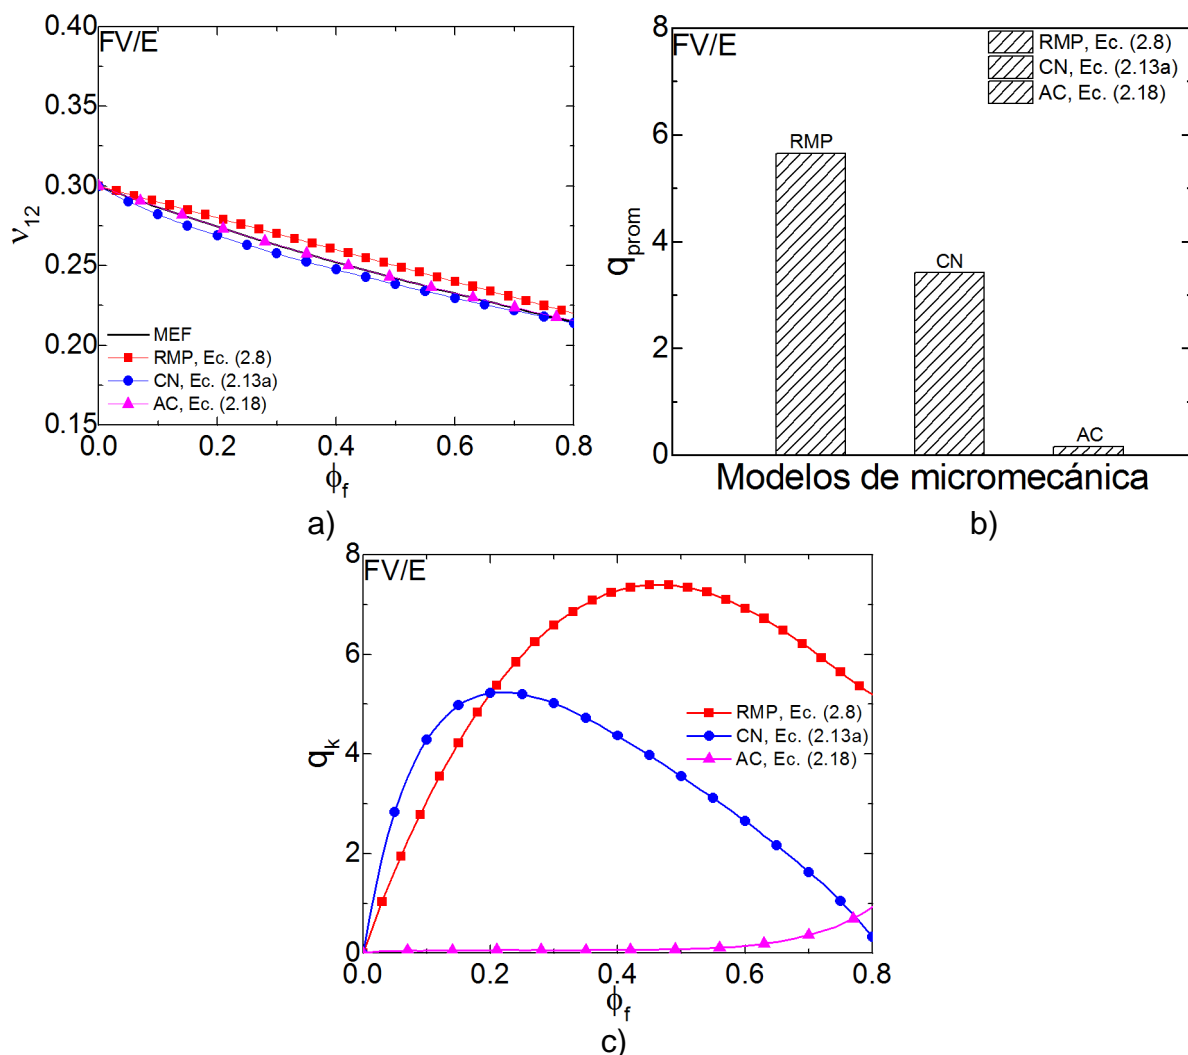 FV/E
0.40
0.35
0.30
0.25
0.20
0.15
ν12
MEF
RMP, Ec. (2.8)
CN, Ec. (2.13a)
AC, Ec. (2.18)
0.0 0.2 0.4 0.6 0.8
ϕf
a)
FV/E
8
6
4
2
0
qprom
RMP, Ec. (2.8)
CN, Ec. (2.13a)
AC, Ec. (2.18)
RMP
CN
AC
Modelos de micromecánica
b)
FV/E
8
6
4
2
0
qk
RMP, Ec. (2.8)
CN, Ec. (2.13a)
AC, Ec. (2.18)
0.0 0.2 0.4 0.6 0.8
ϕf
c)